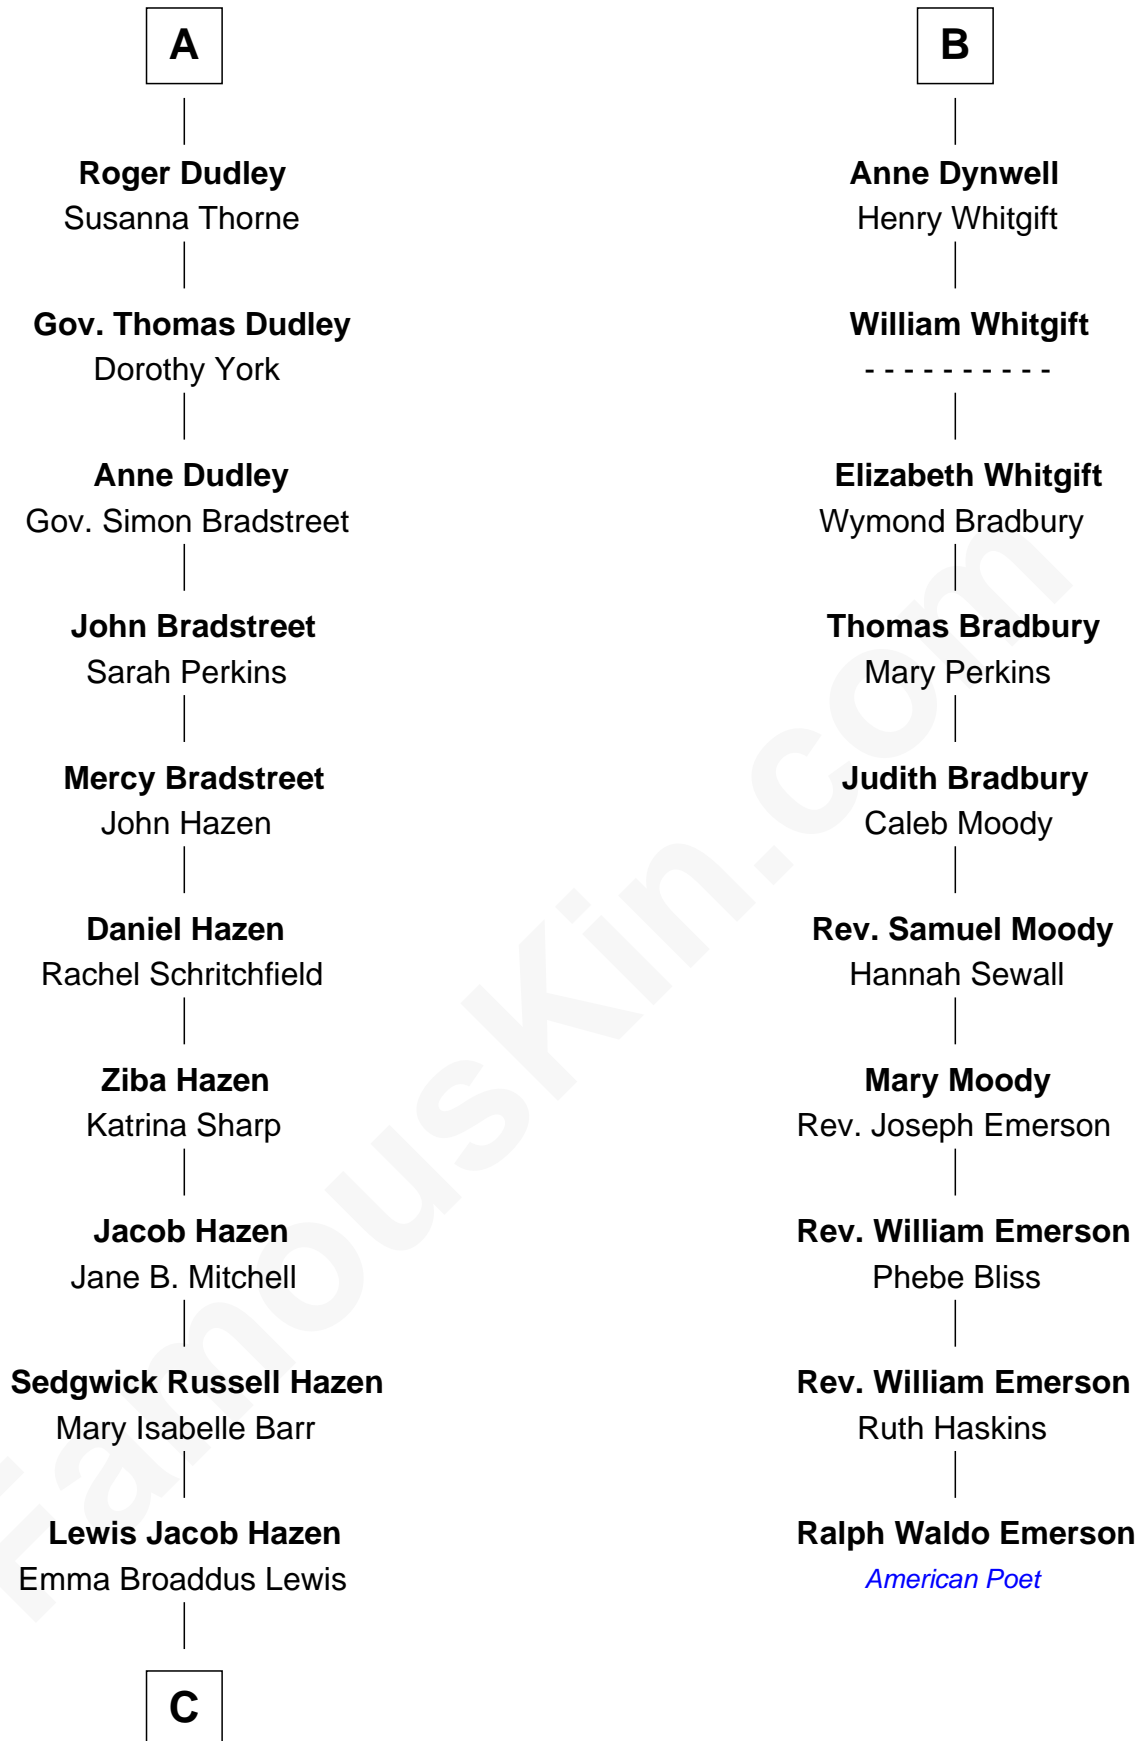 A
Roger Dudley
Susanna Thorne
Gov. Thomas Dudley
Dorothy York
Anne Dudley
Gov. Simon Bradstreet
John Bradstreet
Sarah Perkins
Mercy Bradstreet
John Hazen
Daniel Hazen
Rachel Schritchfield
Ziba Hazen
Katrina Sharp
Jacob Hazen
Jane B. Mitchell
Sedgwick Russell Hazen
Mary Isabelle Barr
Lewis Jacob Hazen
Emma Broaddus Lewis
C
B
Anne Dynwell
Henry Whitgift
William Whitgift
- - - - - - - - - -
Elizabeth Whitgift
Wymond Bradbury
Thomas Bradbury
Mary Perkins
Judith Bradbury
Caleb Moody
Rev. Samuel Moody
Hannah Sewall
Mary Moody
Rev. Joseph Emerson
Rev. William Emerson
Phebe Bliss
Rev. William Emerson
Ruth Haskins
Ralph Waldo Emerson
American Poet
FamousKin.com